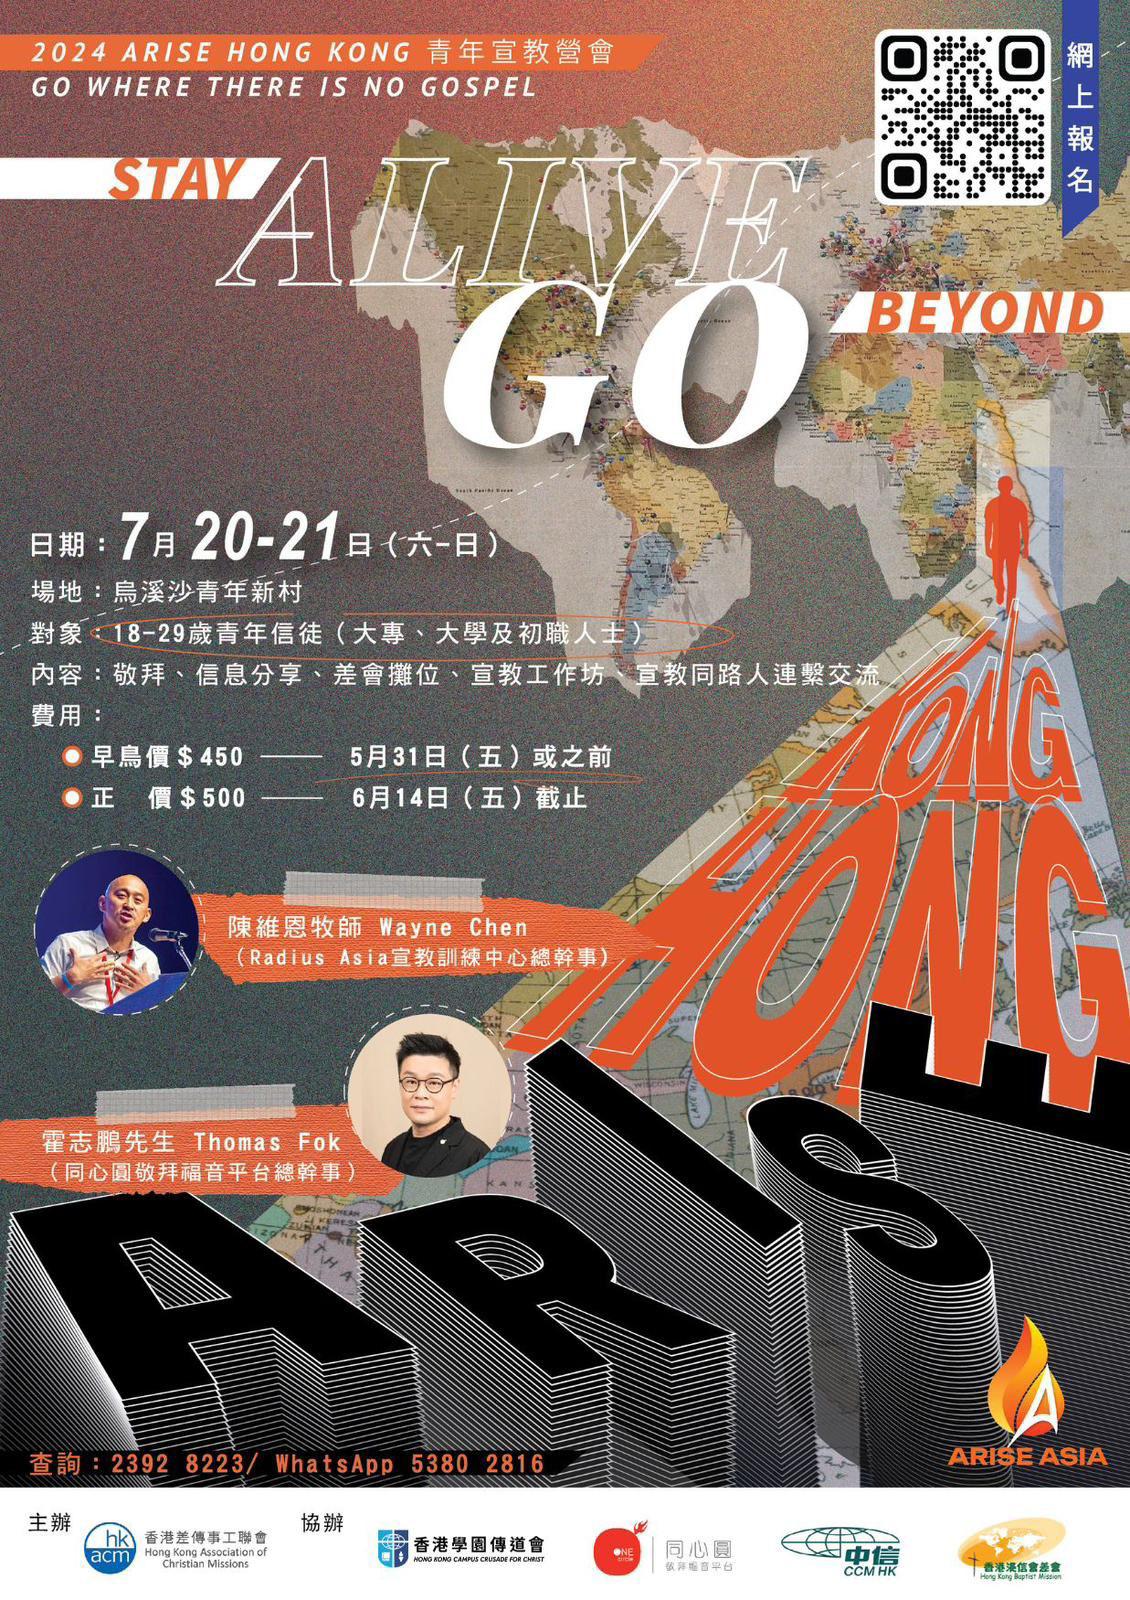 2024 ARISE HONG KONG 青年宣教營會
GO WHERE THERE IS NO GOSPEL
網上報名
STAY
ALIVE
GO
BEYOND
日期：7月 20-21日（六-日）
場地：烏溪沙青年新村
對象：18-29歲青年信徒（大專、大學及初職人士）
內容：敬拜、信息分享、差會攤位、宣教工作坊、宣教同路人連繫交流
費用：
早鳥價＄450 —— 5月31日（五）或之前
正　價＄500 —— 6月14日（五）截止
陳維恩牧師 Wayne Chen
（Radius Asia宣教訓練中心總幹事）
霍志鵬先生 Thomas Fok
（同心圓敬拜福音平台總幹事）
KONG
HONG
ARISE
查詢：2392 8223/ WhatsApp 5380 2816
A
ARISE ASIA
主辦
hk
acm
香港差傳事工聯會
Hong Kong Association of
Christian Missions
協辦
香港學園傳道會
HONG KONG CAMPUS CRUSADE FOR CHRIST
ONE
circle
同心圓
敬拜福音平台
中信
CCM HK
香港浸信會差會
Hong Kong Baptist Mission